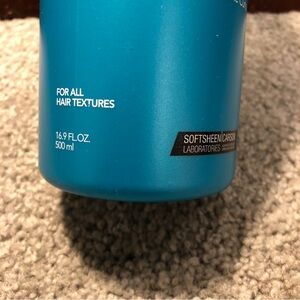 FOR ALL
HAIR TEXTURES
16.9 FL.OZ.
500 ml
SOFTSHEEN|CARSON
LABORATORIES